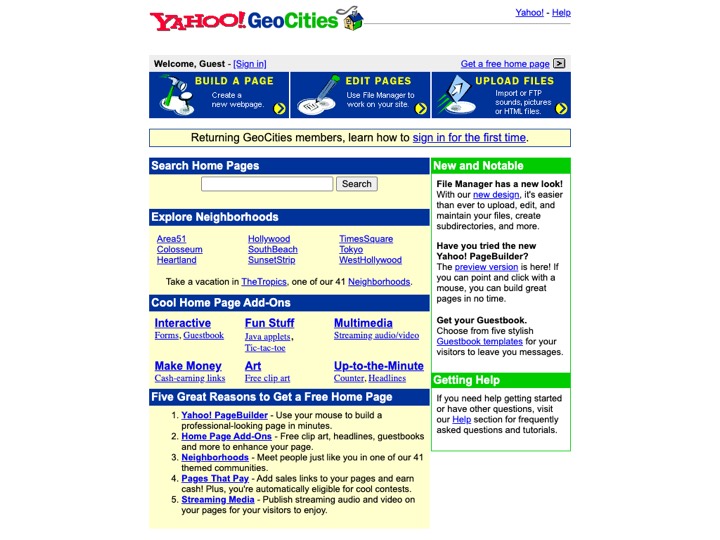 YAHOO! GeoCities
Yahoo! - Help
Welcome, Guest - [Sign in]
Get a free home page >
BUILD A PAGE
Create a
new webpage.
EDIT PAGES
Use File Manager to
work on your site.
UPLOAD FILES
Import or FTP
sounds, pictures
or HTML files.
Returning GeoCities members, learn how to sign in for the first time.
Search Home Pages
Search
Explore Neighborhoods
Area51 Hollywood TimesSquare
Colosseum SouthBeach Tokyo
Heartland SunsetStrip WestHollywood
Take a vacation in TheTropics, one of our 41 Neighborhoods.
Cool Home Page Add-Ons
Interactive
Forms, Guestbook
Fun Stuff
Java applets,
Tic-tac-toe
Multimedia
Streaming audio/video
Make Money
Cash-earning links
Art
Free clip art
Up-to-the-Minute
Counter, Headlines
Five Great Reasons to Get a Free Home Page
1. Yahoo! PageBuilder - Use your mouse to build a
professional-looking page in minutes.
2. Home Page Add-Ons - Free clip art, headlines, guestbooks
and more to enhance your page.
3. Neighborhoods - Meet people just like you in one of our 41
themed communities.
4. Pages That Pay - Add sales links to your pages and earn
cash! Plus, you're automatically eligible for cool contests.
5. Streaming Media - Publish streaming audio and video on
your pages for your visitors to enjoy.
New and Notable
File Manager has a new look!
With our new design, it's easier
than ever to upload, edit, and
maintain your files, create
subdirectories, and more.
Have you tried the new
Yahoo! PageBuilder?
The preview version is here! If
you can point and click with a
mouse, you can build great
pages in no time.
Get your Guestbook.
Choose from five stylish
Guestbook templates for your
visitors to leave you messages.
Getting Help
If you need help getting started
or have other questions, visit
our Help section for frequently
asked questions and tutorials.